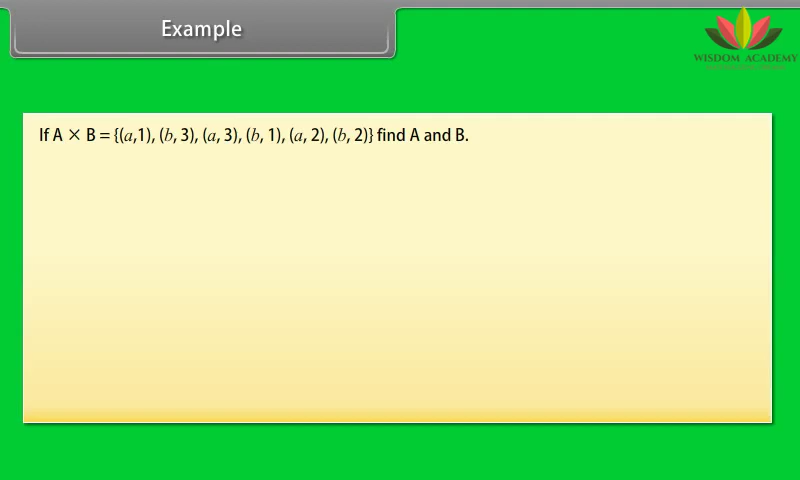 Example
WISDOM ACADEMY
If A × B = {(a,1), (b, 3), (a, 3), (b, 1), (a, 2), (b, 2)} find A and B.